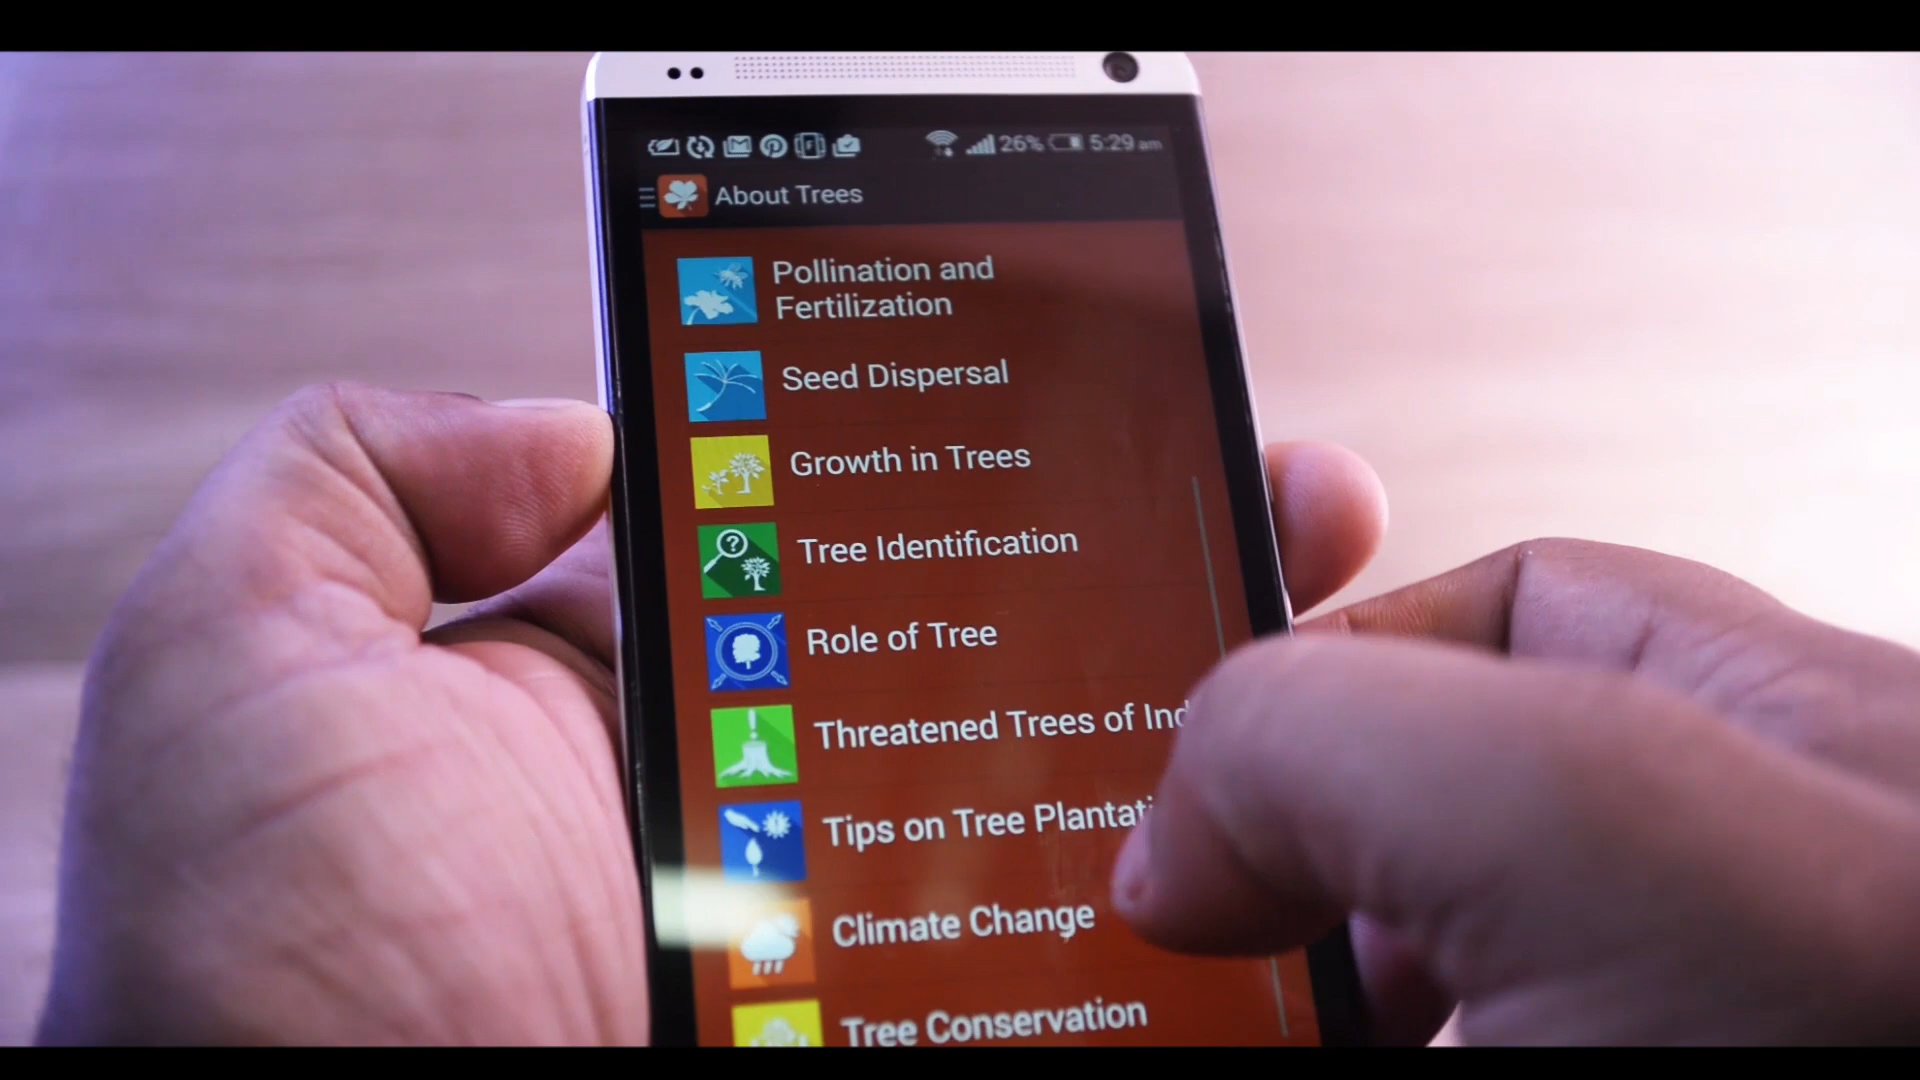 26% 5:29 am
About Trees
Pollination and
Fertilization
Seed Dispersal
Growth in Trees
?
Tree Identification
Role of Tree
Threatened Trees of
Tips on Tree
Climate Change
Tree Conservation